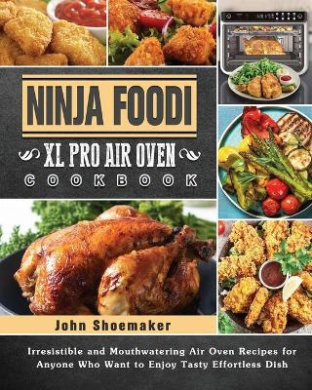 NINJA FOODI
XL PRO AIR OVEN
COOKBOOK
John Shoemaker
Irresistible and Mouthwatering Air Oven Recipes for
Anyone Who Want to Enjoy Tasty Effortless Dish